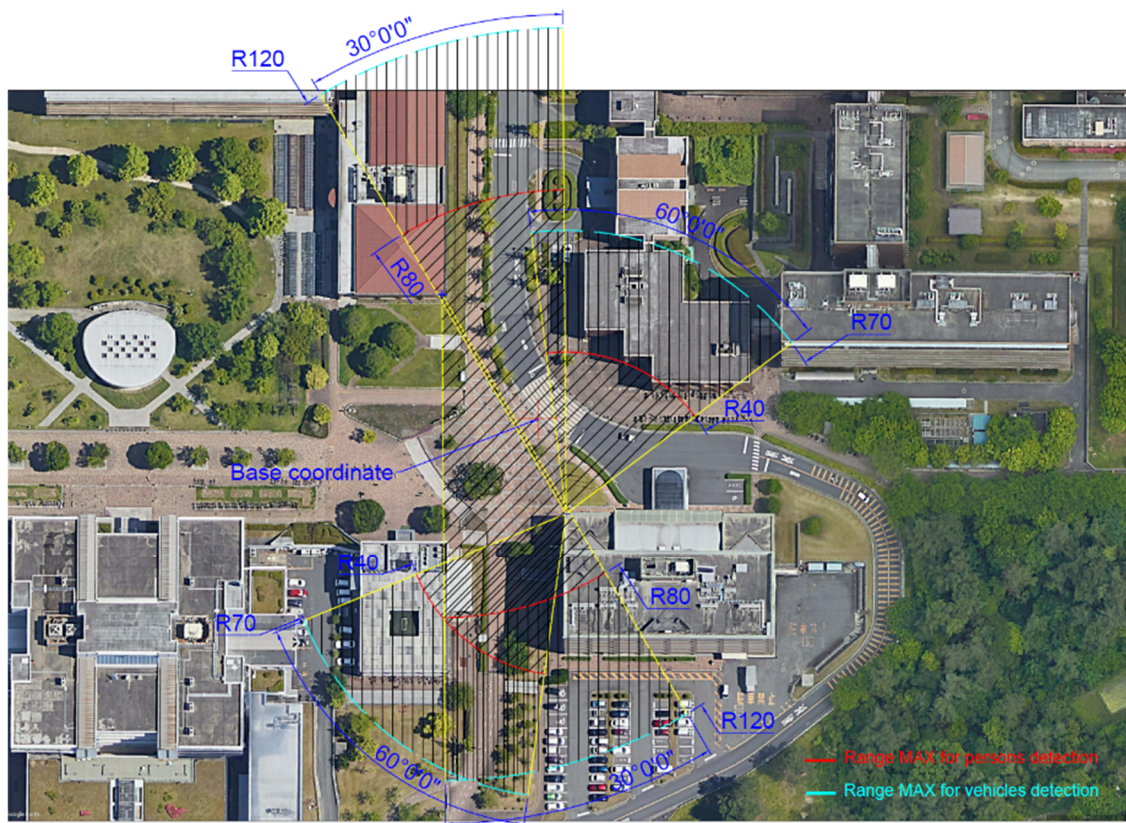 30°0'0"
R120
60°0'0"
R80
R70
R40
Base coordinate
R40
R80
R70
R120
60°0'0"
30°0'0"
Range MAX for persons detection
Range MAX for vehicles detection